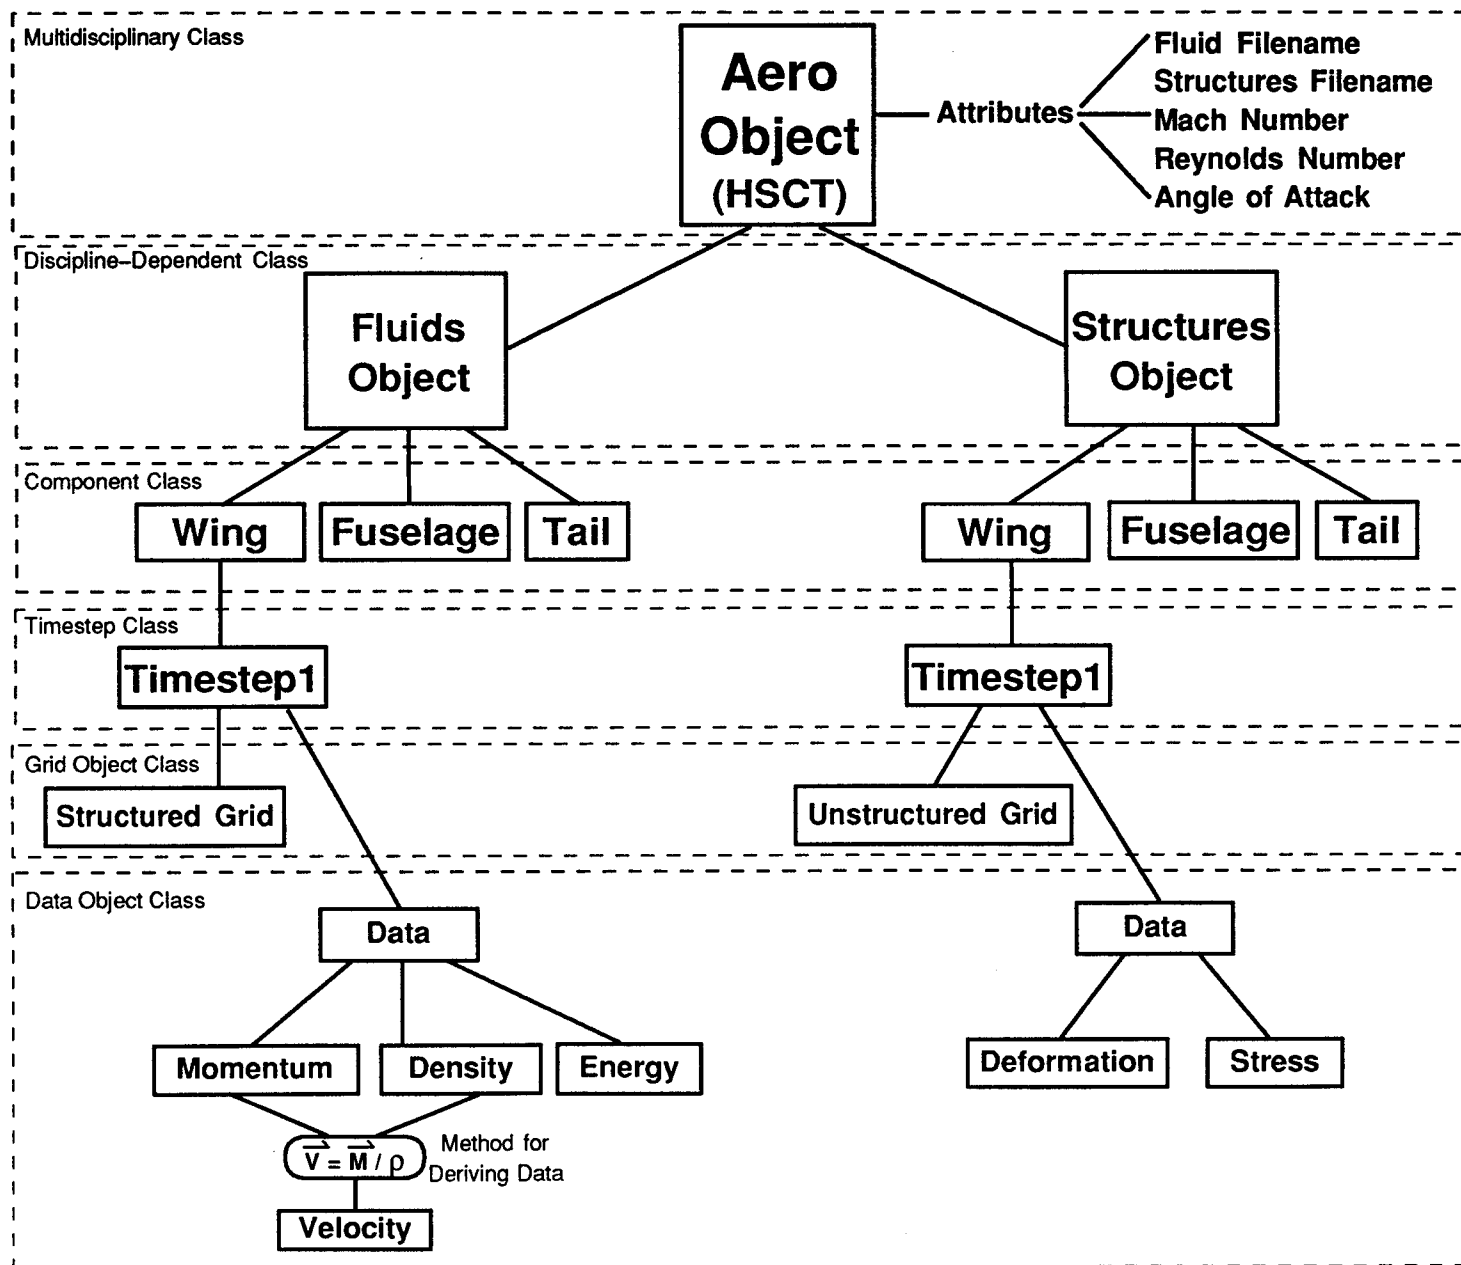 Multidisciplinary Class
Aero
Object
(HSCT)
Attributes
Fluid Filename
Structures Filename
Mach Number
Reynolds Number
Angle of Attack
Discipline–Dependent Class
Fluids
Object
Structures
Object
Component Class
Wing
Fuselage
Tail
Wing
Fuselage
Tail
Timestep Class
Timestep1
Timestep1
Grid Object Class
Structured Grid
Unstructured Grid
Data Object Class
Data
Data
Momentum
Density
Energy
Deformation
Stress
V⃗ = M⃗ / ρ
Method for
Deriving Data
Velocity